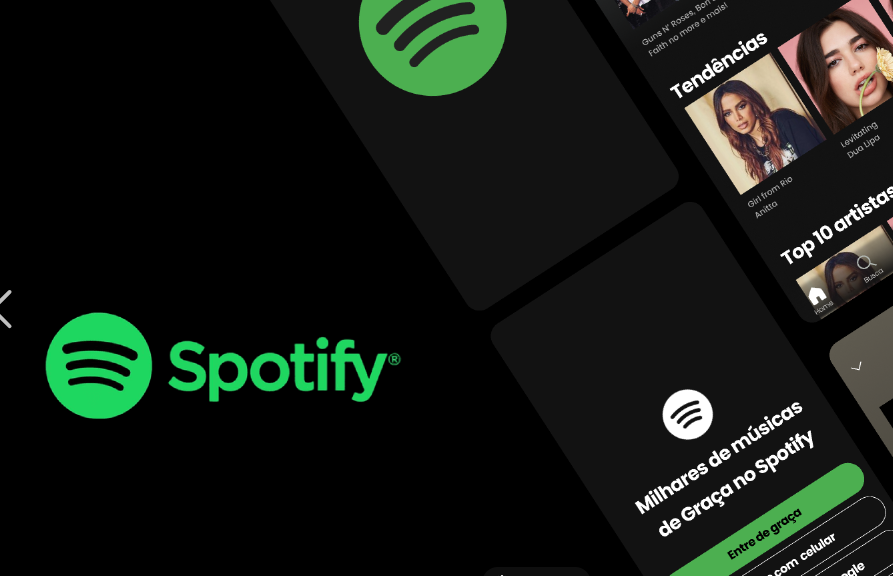 Guns N' Roses, Bon
Faith no more e mais!
Tendências
Girl from Rio
Anitta
Levitating
Dua Lipa
Top 10 artistas
Home
Busca
Spotify®
Milhares de músicas
de Graça no Spotify
Entre de graça
com celular